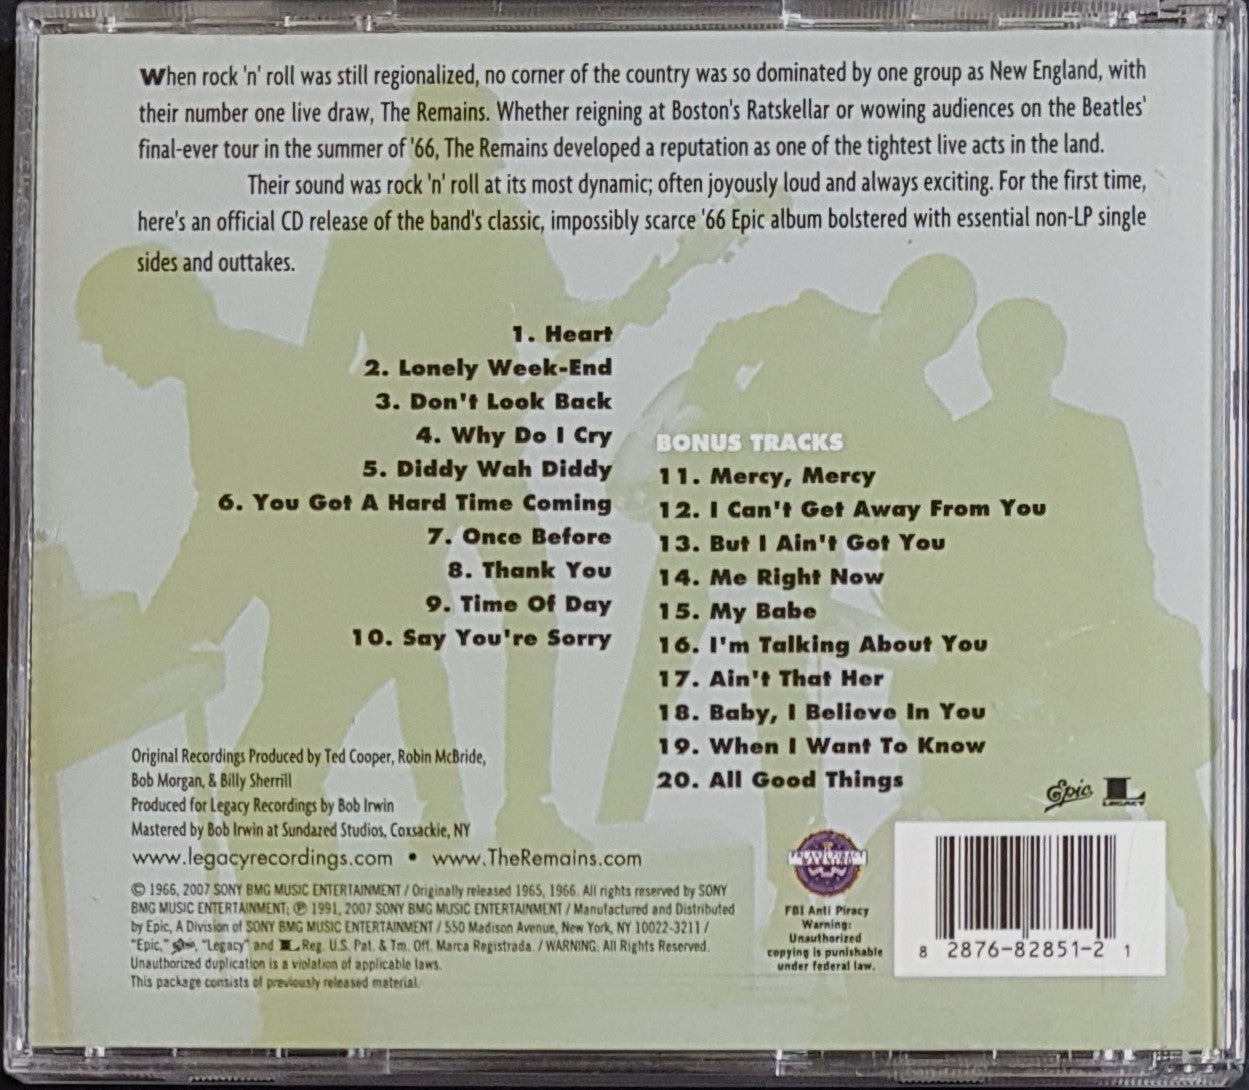 When rock 'n' roll was still regionalized, no corner of the country was so dominated by one group as New England, with
their number one live draw, The Remains. Whether reigning at Boston's Ratskellar or wowing audiences on the Beatles'
final-ever tour in the summer of '66, The Remains developed a reputation as one of the tightest live acts in the land.
Their sound was rock 'n' roll at its most dynamic; often joyously loud and always exciting. For the first time,
here's an official CD release of the band's classic, impossibly scarce '66 Epic album bolstered with essential non-LP single
sides and outtakes.
1. Heart
2. Lonely Week-End
3. Don't Look Back
4. Why Do I Cry
5. Diddy Wah Diddy
6. You Got A Hard Time Coming
7. Once Before
8. Thank You
9. Time Of Day
10. Say You're Sorry
BONUS TRACKS
11. Mercy, Mercy
12. I Can't Get Away From You
13. But I Ain't Got You
14. Me Right Now
15. My Babe
16. I'm Talking About You
17. Ain't That Her
18. Baby, I Believe In You
19. When I Want To Know
20. All Good Things
Original Recordings Produced by Ted Cooper, Robin McBride,
Bob Morgan, & Billy Sherrill
Produced for Legacy Recordings by Bob Irwin
Mastered by Bob Irwin at Sundazed Studios, Coxsackie, NY
www.legacyrecordings.com • www.TheRemains.com
© 1966, 2007 SONY BMG MUSIC ENTERTAINMENT / Originally released 1965, 1966. All rights reserved by SONY
BMG MUSIC ENTERTAINMENT; ℗ 1991, 2007 SONY BMG MUSIC ENTERTAINMENT / Manufactured and Distributed
by Epic, A Division of SONY BMG MUSIC ENTERTAINMENT / 550 Madison Avenue, New York, NY 10022-3211 /
"Epic," Epic, "Legacy" and L Reg. U.S. Pat. & Tm. Off. Marca Registrada. / WARNING: All Rights Reserved.
Unauthorized duplication is a violation of applicable laws.
This package consists of previously released material.
Epic L LEGACY
FBI ANTI-PIRACY
WARNING
FBI Anti Piracy
Warning:
Unauthorized
copying is punishable
under federal law.
8 2876-82851-2 1